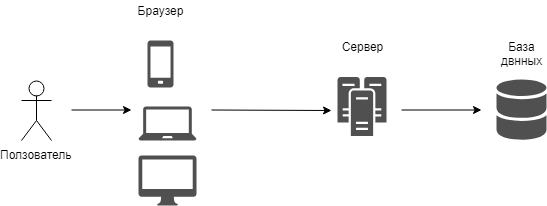 Браузер
Сервер
База
двнных
Ползователь